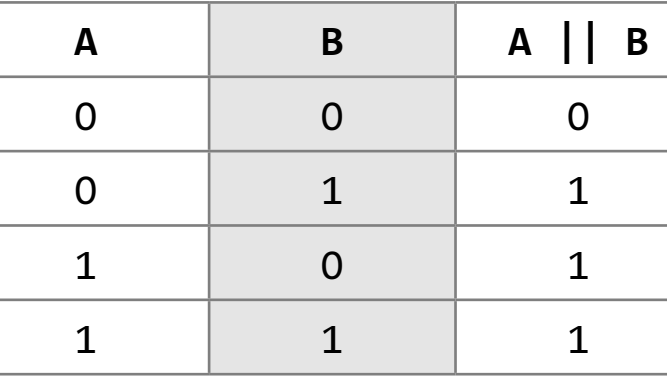 A B A || B
0 0 0
0 1 1
1 0 1
1 1 1